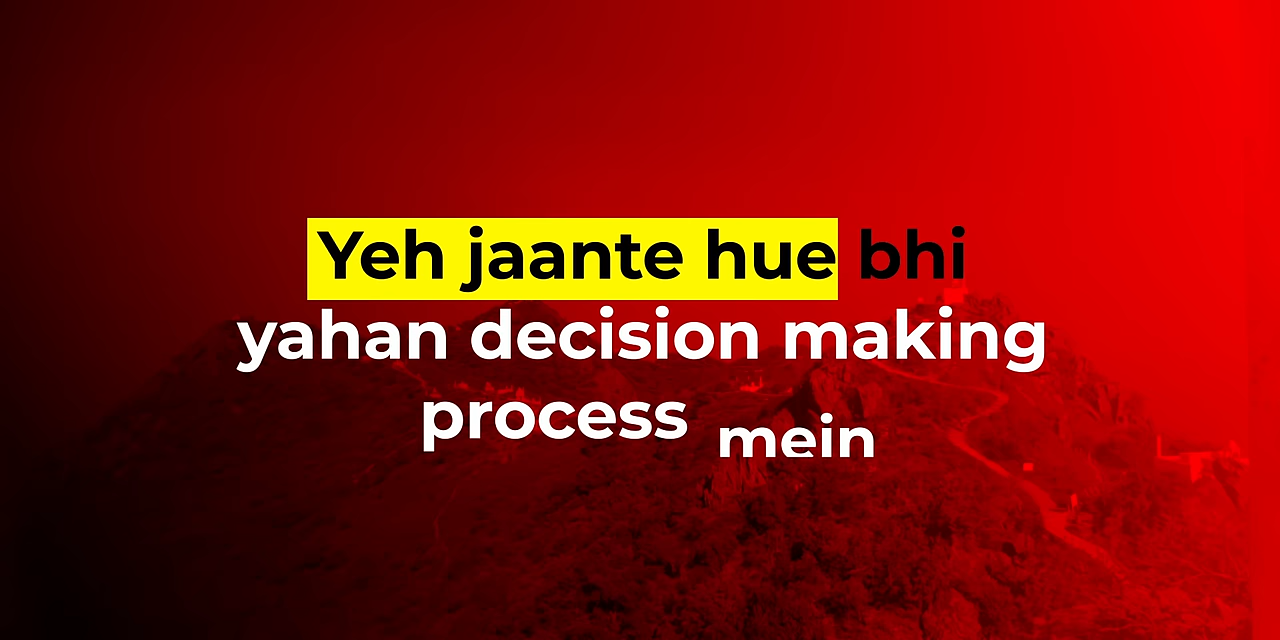 Yeh jaante hue bhi
yahan decision making
process mein